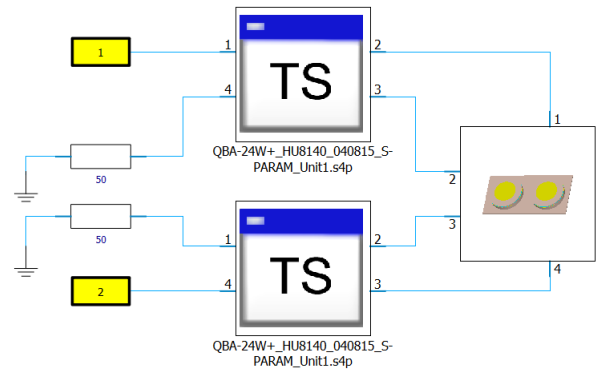 1 2
1
TS
4 3
QBA-24W+_HU8140_040815_S-
PARAM_Unit1.s4p
1
50
2
3
50
1 2
TS
4 3
4
2
QBA-24W+_HU8140_040815_S-
PARAM_Unit1.s4p